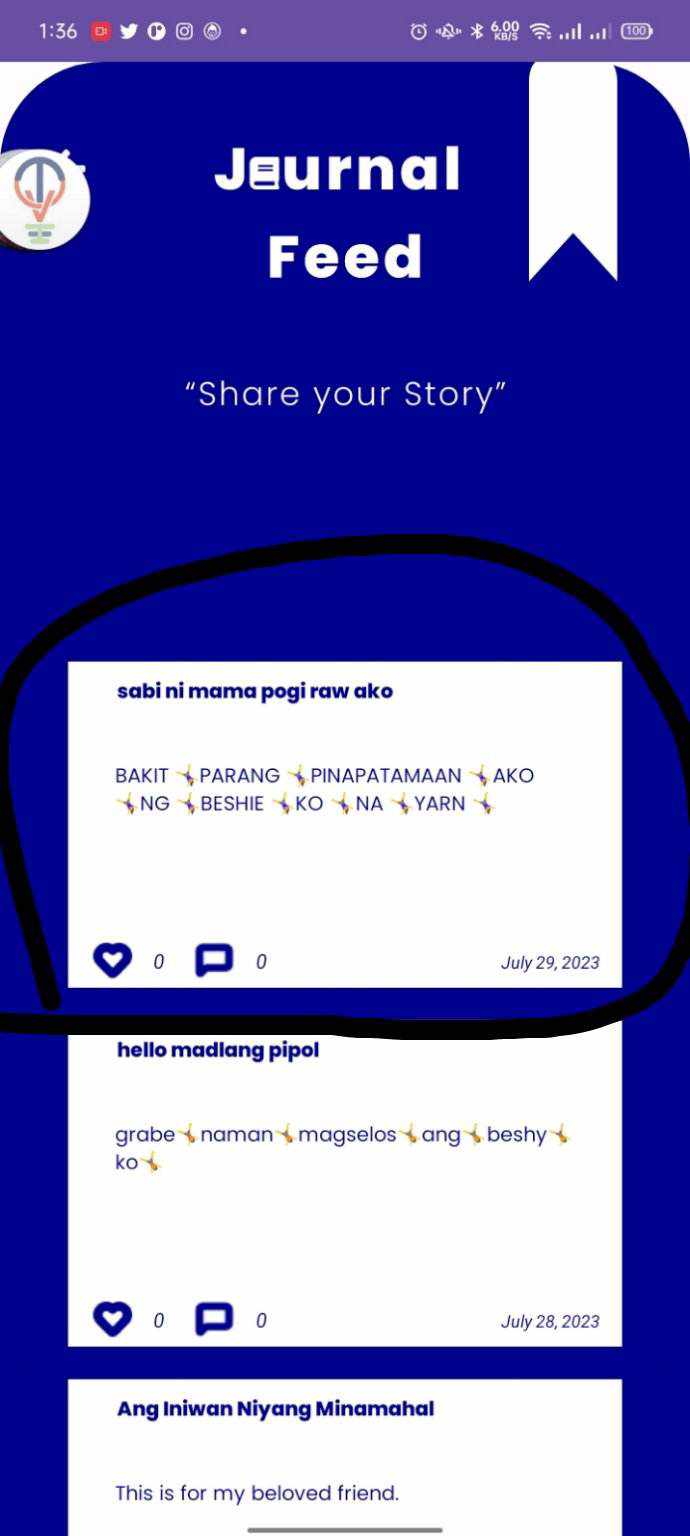 1:36
6.00
KB/S
100
Journal
Feed
“Share your Story”
sabi ni mama pogi raw ako
BAKIT 🤸PARANG 🤸PINAPATAMAAN 🤸AKO
🤸NG 🤸BESHIE 🤸KO 🤸NA 🤸YARN 🤸
0
0
July 29, 2023
hello madlang pipol
grabe🤸naman🤸magselos🤸ang🤸beshy🤸
ko🤸
0
0
July 28, 2023
Ang Iniwan Niyang Minamahal
This is for my beloved friend.